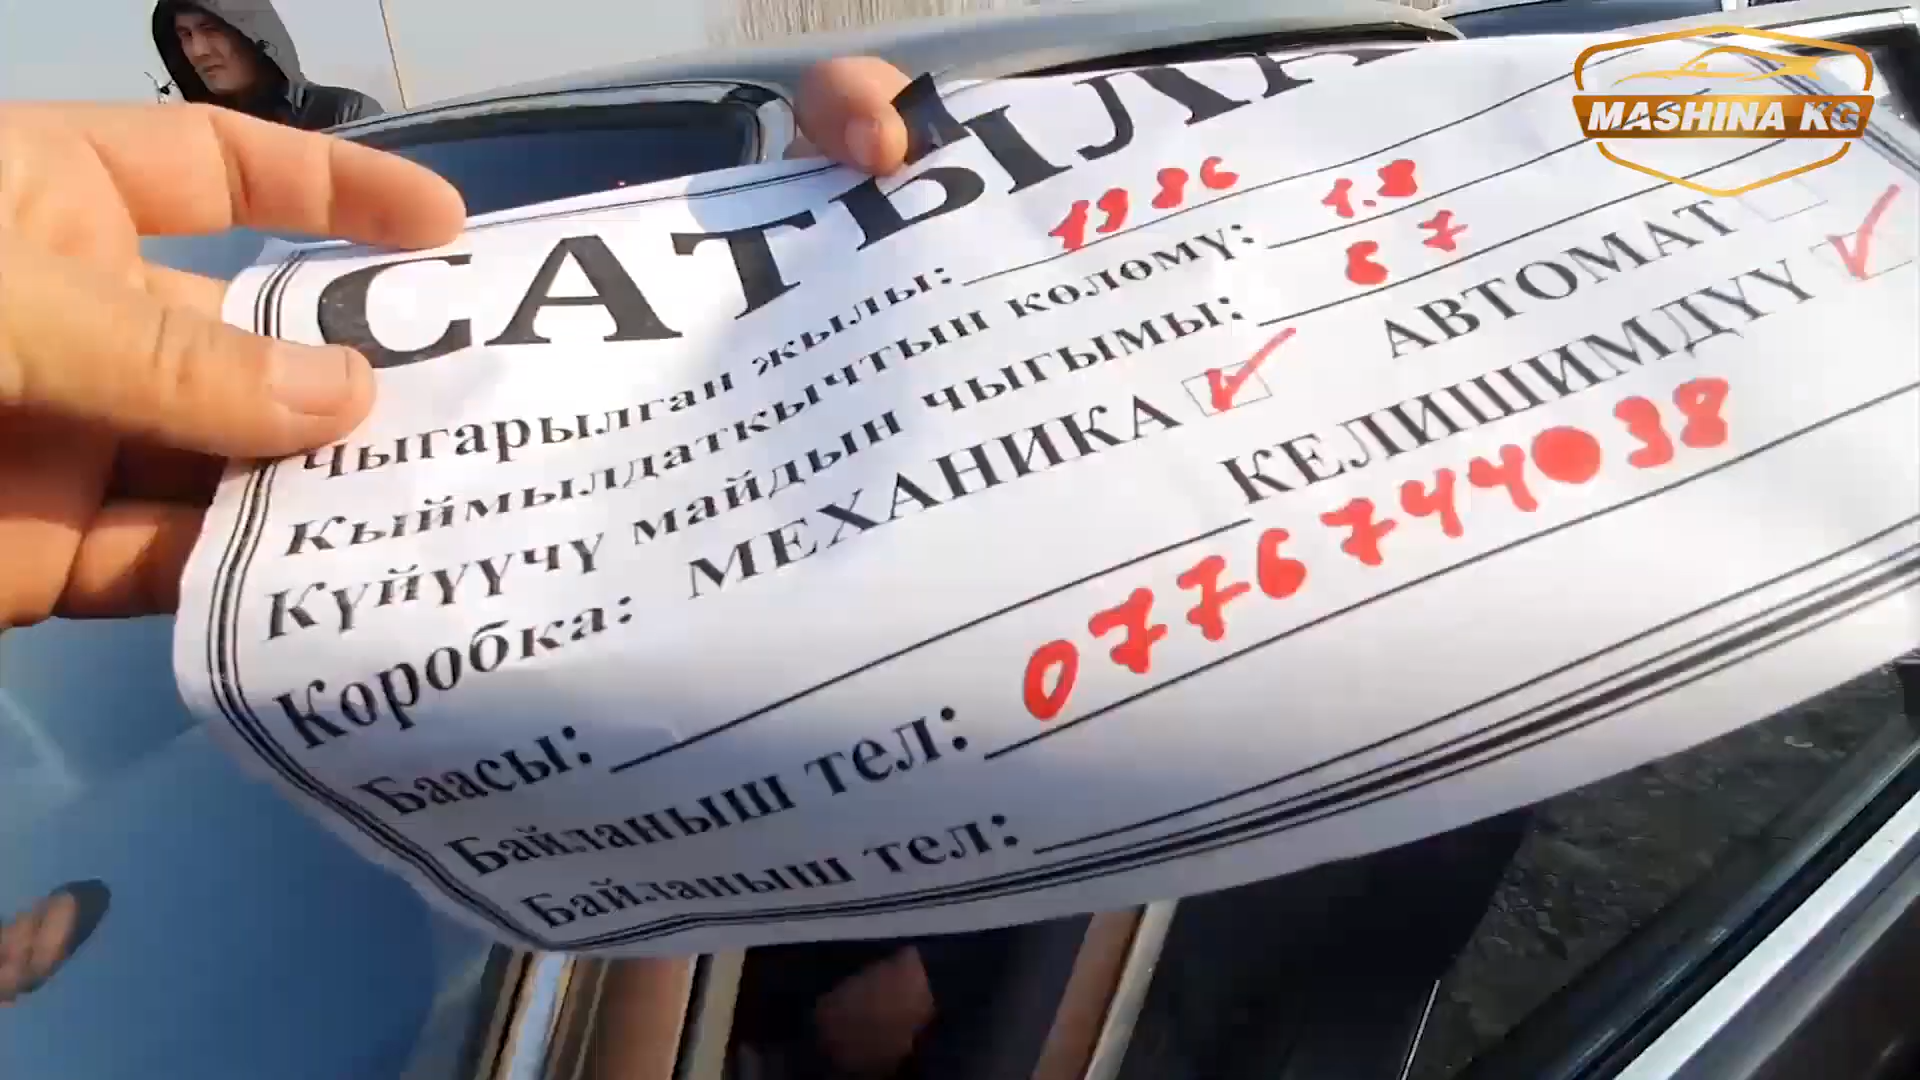 MASHINA KG
САТЫЛА
Чыгарылган жылы: 1986
Кыймылдаткычтын көлөмү: 1.8
Күйүүчү майдын чыгымы: 6 7
Коробка: МЕХАНИКА ✓ АВТОМАТ
Баасы: КЕЛИШИМДҮҮ ✓
Байланыш тел: 0776744038
Байланыш тел: